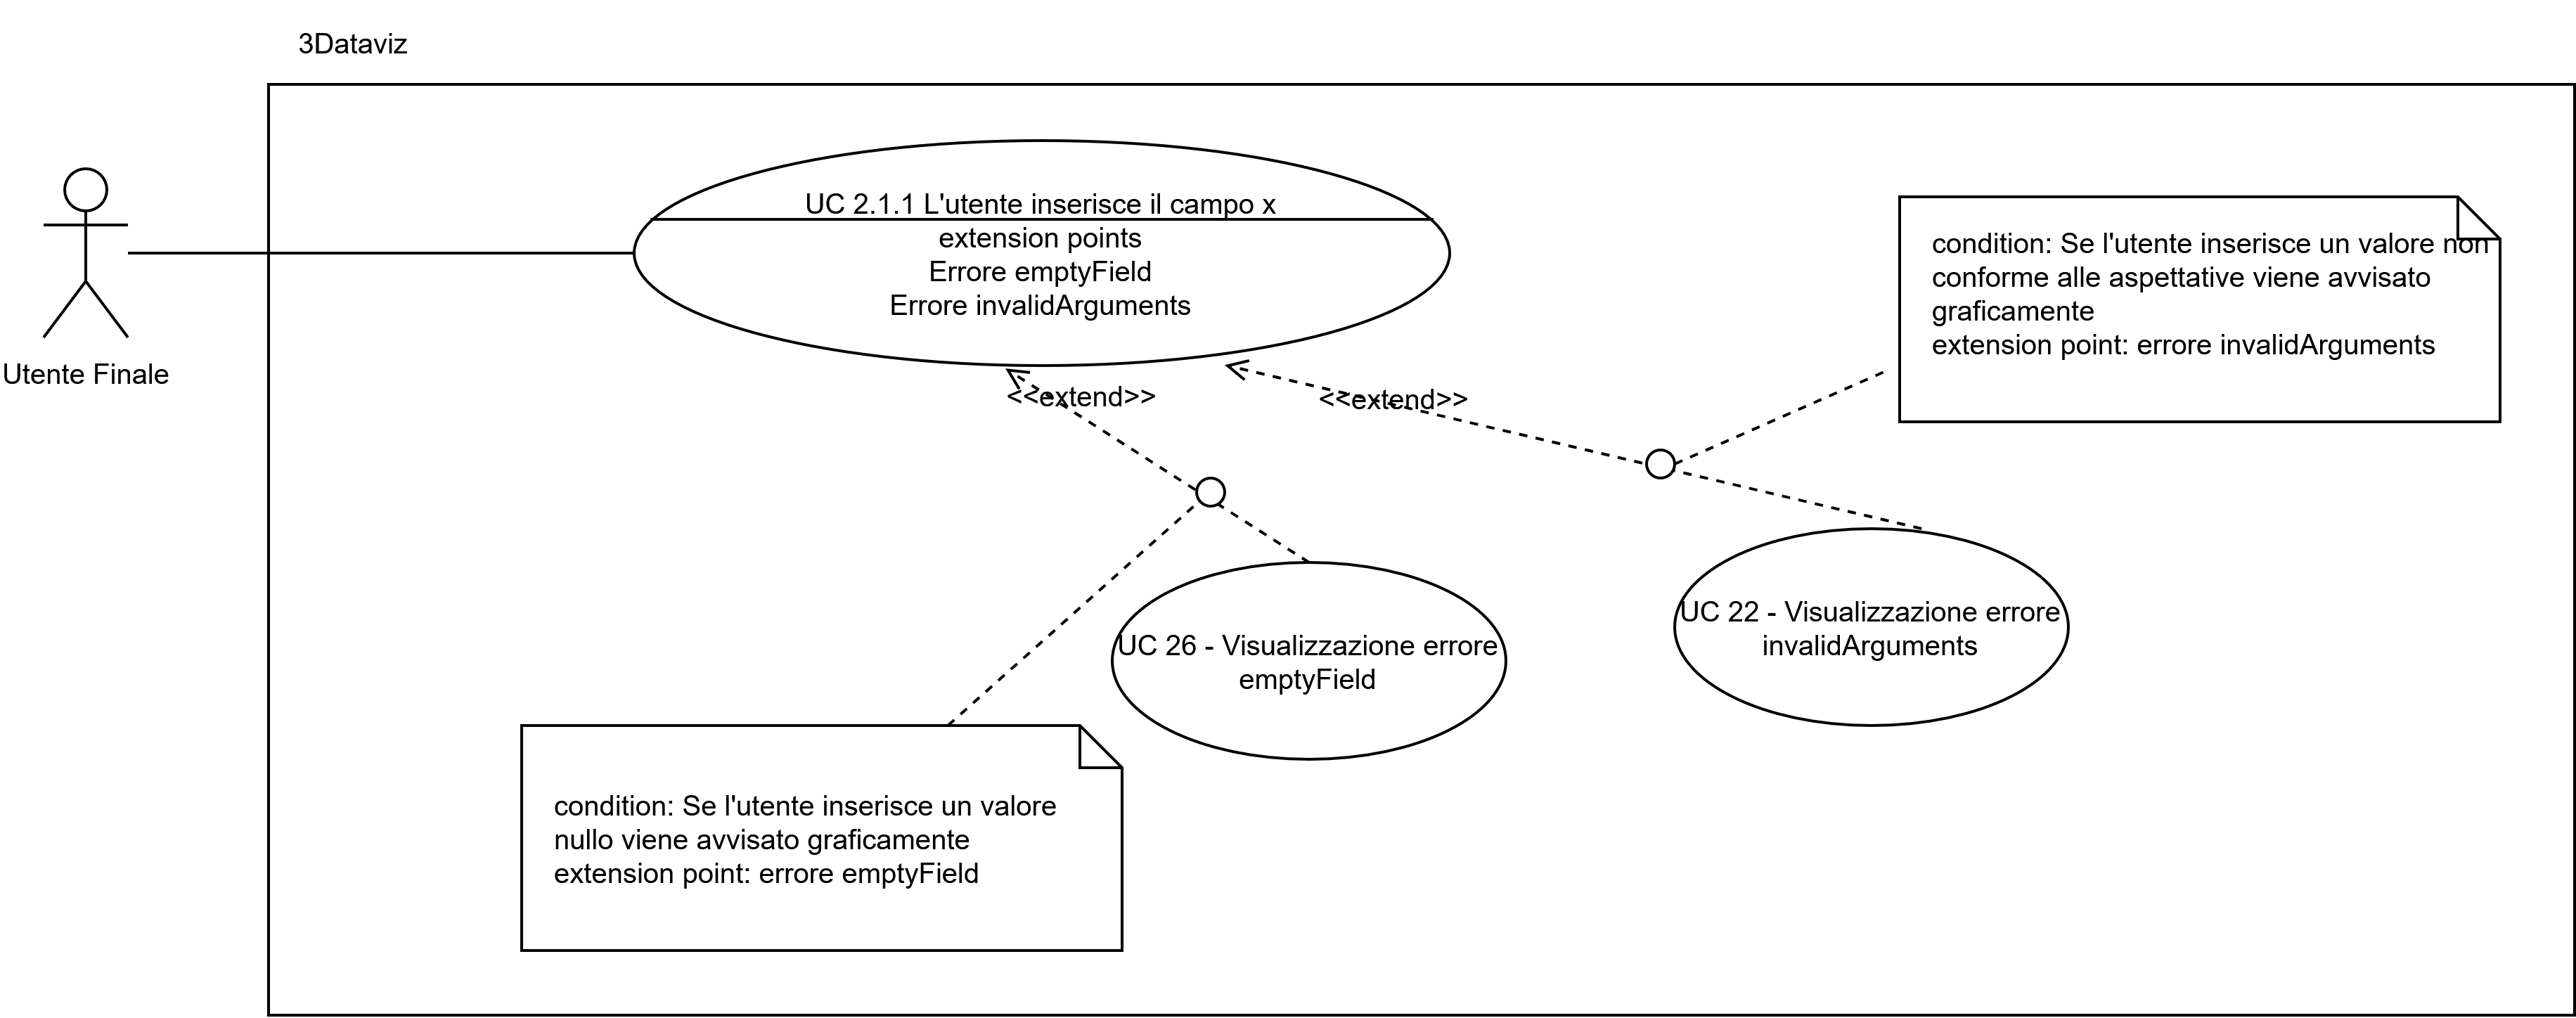 3Dataviz
Utente Finale
UC 2.1.1 L'utente inserisce il campo x
extension points
Errore emptyField
Errore invalidArguments
condition: Se l'utente inserisce un valore non
conforme alle aspettative viene avvisato
graficamente
extension point: errore invalidArguments
<<extend>>
<<extend>>
UC 26 - Visualizzazione errore
emptyField
UC 22 - Visualizzazione errore
invalidArguments
condition: Se l'utente inserisce un valore
nullo viene avvisato graficamente
extension point: errore emptyField